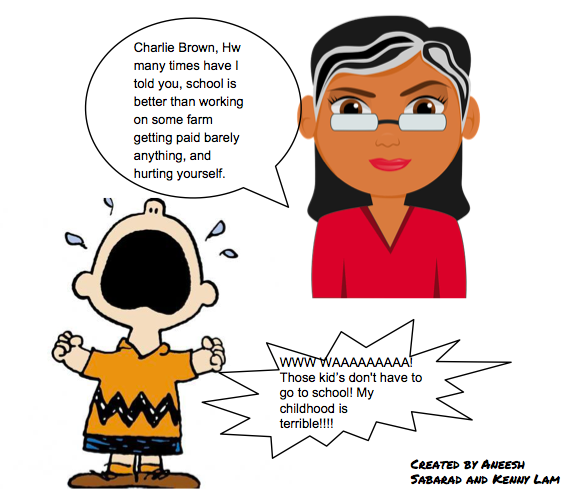 Charlie Brown, Hw
many times have I
told you, school is
better than working
on some farm
getting paid barely
anything, and
hurting yourself.
WWW WAAAAAAAAA!
Those kid's don't have to
go to school! My
childhood is
terrible!!!!
Created by Aneesh
Sabarad and Kenny Lam